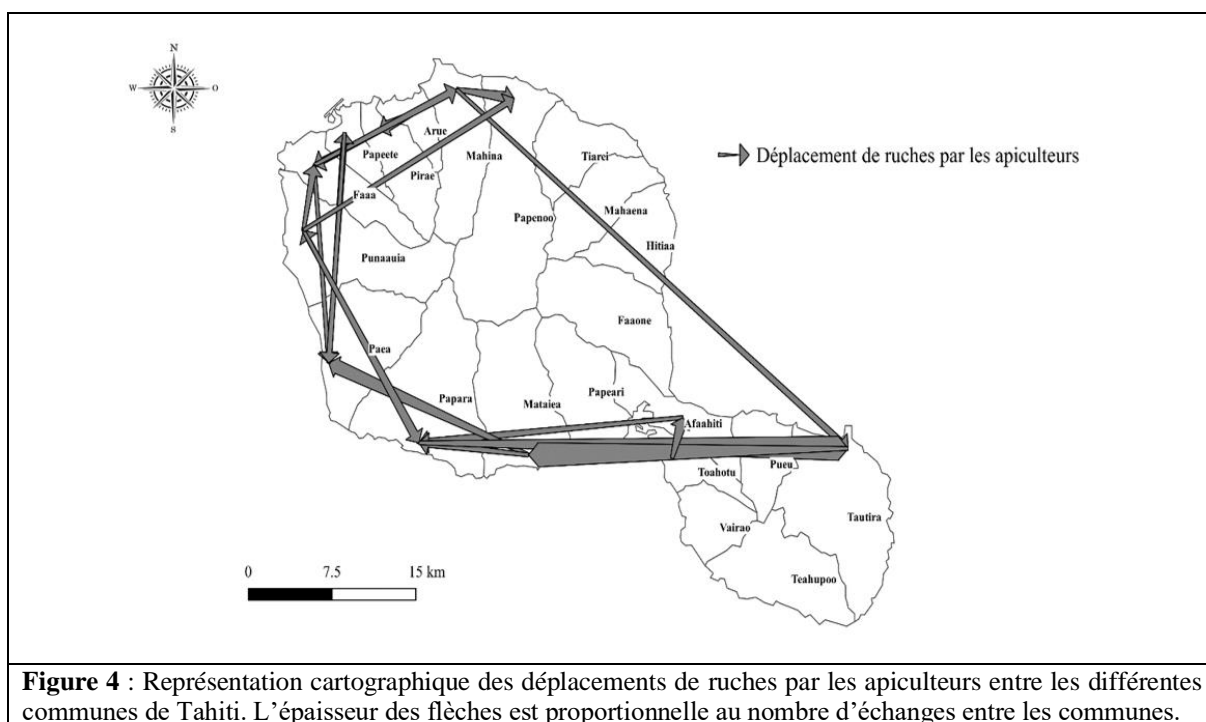 N
W O
S
Arue
Papeete
Mahina
Tiarei
Pirae
Faaa
Mahaena
Papenoo
Hitiaa
Punaauia
Faaone
Paea
Papeari
Papara
Mataiea
Afaahiti
Toahotu
Pueu
Tautira
Vairao
Teahupoo
Déplacement de ruches par les apiculteurs
0 7.5 15 km
Figure 4 : Représentation cartographique des déplacements de ruches par les apiculteurs entre les différentes
communes de Tahiti. L’épaisseur des flèches est proportionnelle au nombre d’échanges entre les communes.